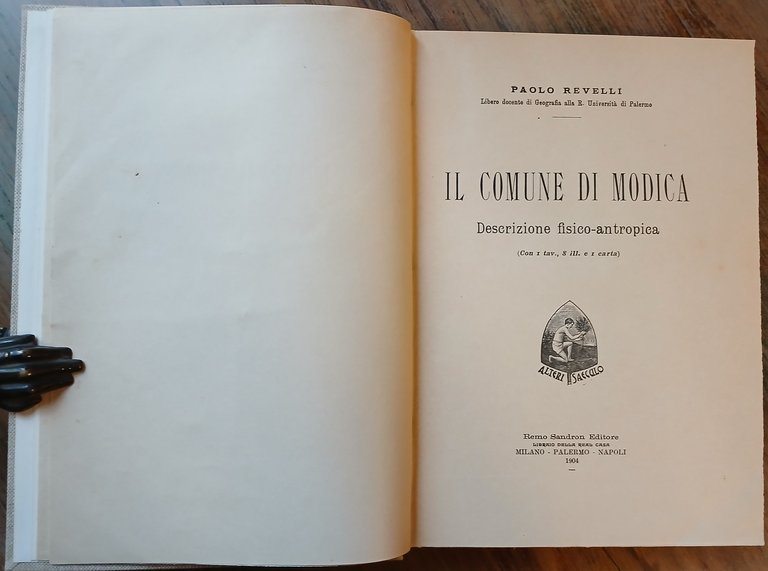 PAOLO REVELLI
Libero docente di Geografia alla R. Università di Palermo
IL COMUNE DI MODICA
Descrizione fisico-antropica
(Con 1 tav., 8 ill. e 1 carta)
ALTERI SAECULO
Remo Sandron Editore
LIBRAIO DELLA REAL CASA
MILANO - PALERMO - NAPOLI
1904